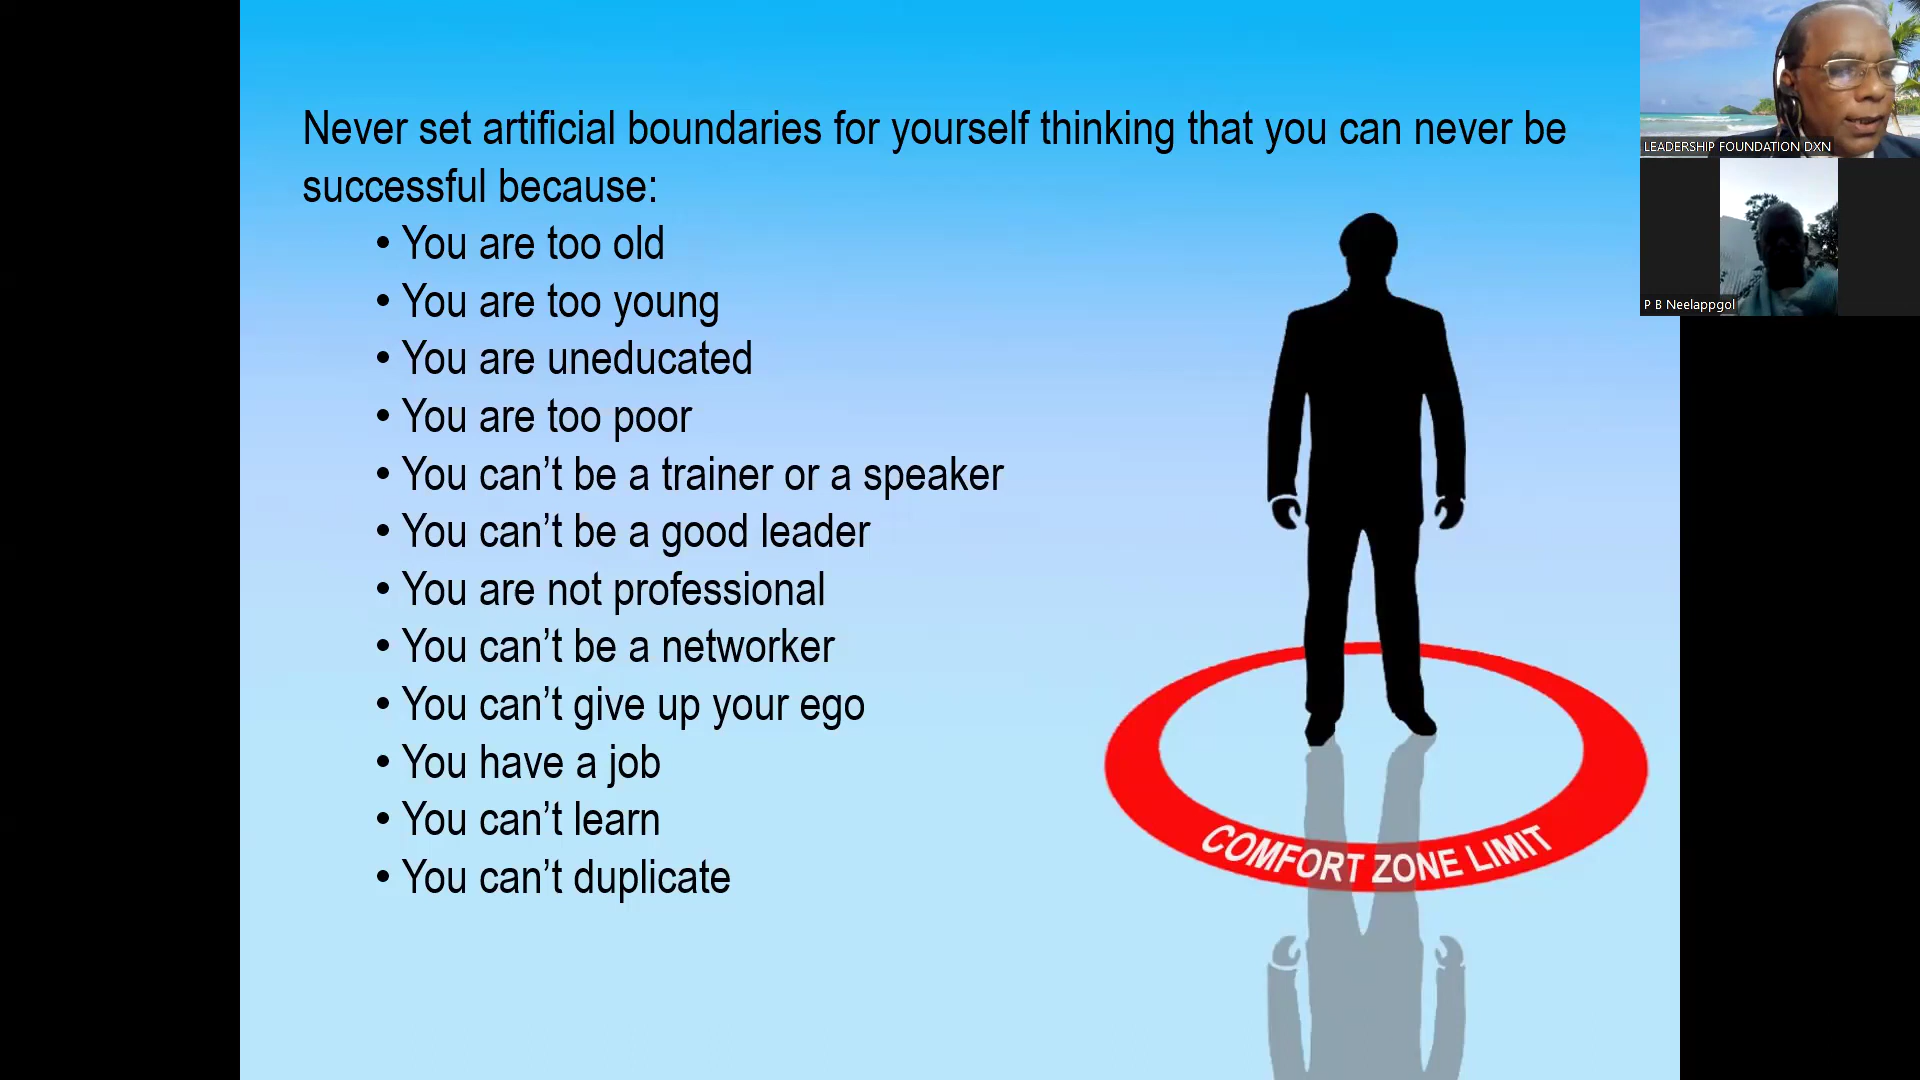 Never set artificial boundaries for yourself thinking that you can never be
successful because:
• You are too old
• You are too young
• You are uneducated
• You are too poor
• You can’t be a trainer or a speaker
• You can’t be a good leader
• You are not professional
• You can’t be a networker
• You can’t give up your ego
• You have a job
• You can’t learn
• You can’t duplicate
COMFORT ZONE LIMIT
LEADERSHIP FOUNDATION DXN
P B Neelappgol